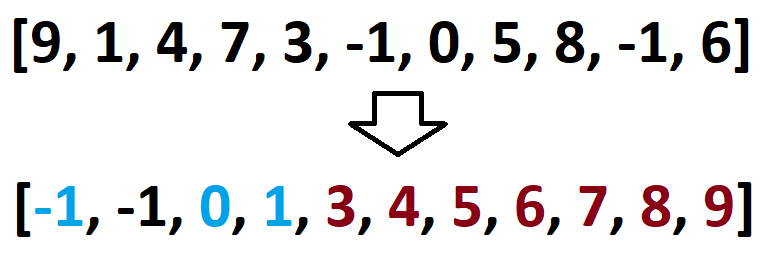 [9, 1, 4, 7, 3, -1, 0, 5, 8, -1, 6]
[-1, -1, 0, 1, 3, 4, 5, 6, 7, 8, 9]